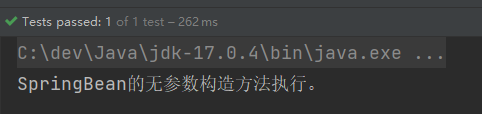 Tests passed: 1 of 1 test – 262 ms
C:\dev\Java\jdk-17.0.4\bin\java.exe ...
SpringBean的无参数构造方法执行。